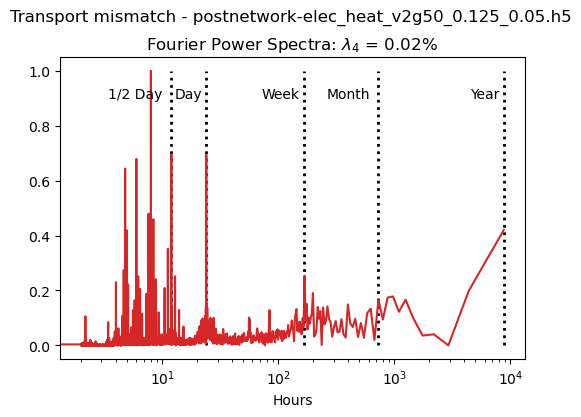 Transport mismatch - postnetwork-elec_heat_v2g50_0.125_0.05.h5
Fourier Power Spectra: λ₄ = 0.02%
1.0
1/2 Day Day Week Month Year
0.8
0.6
0.4
0.2
0.0
10¹ 10² 10³ 10⁴
Hours